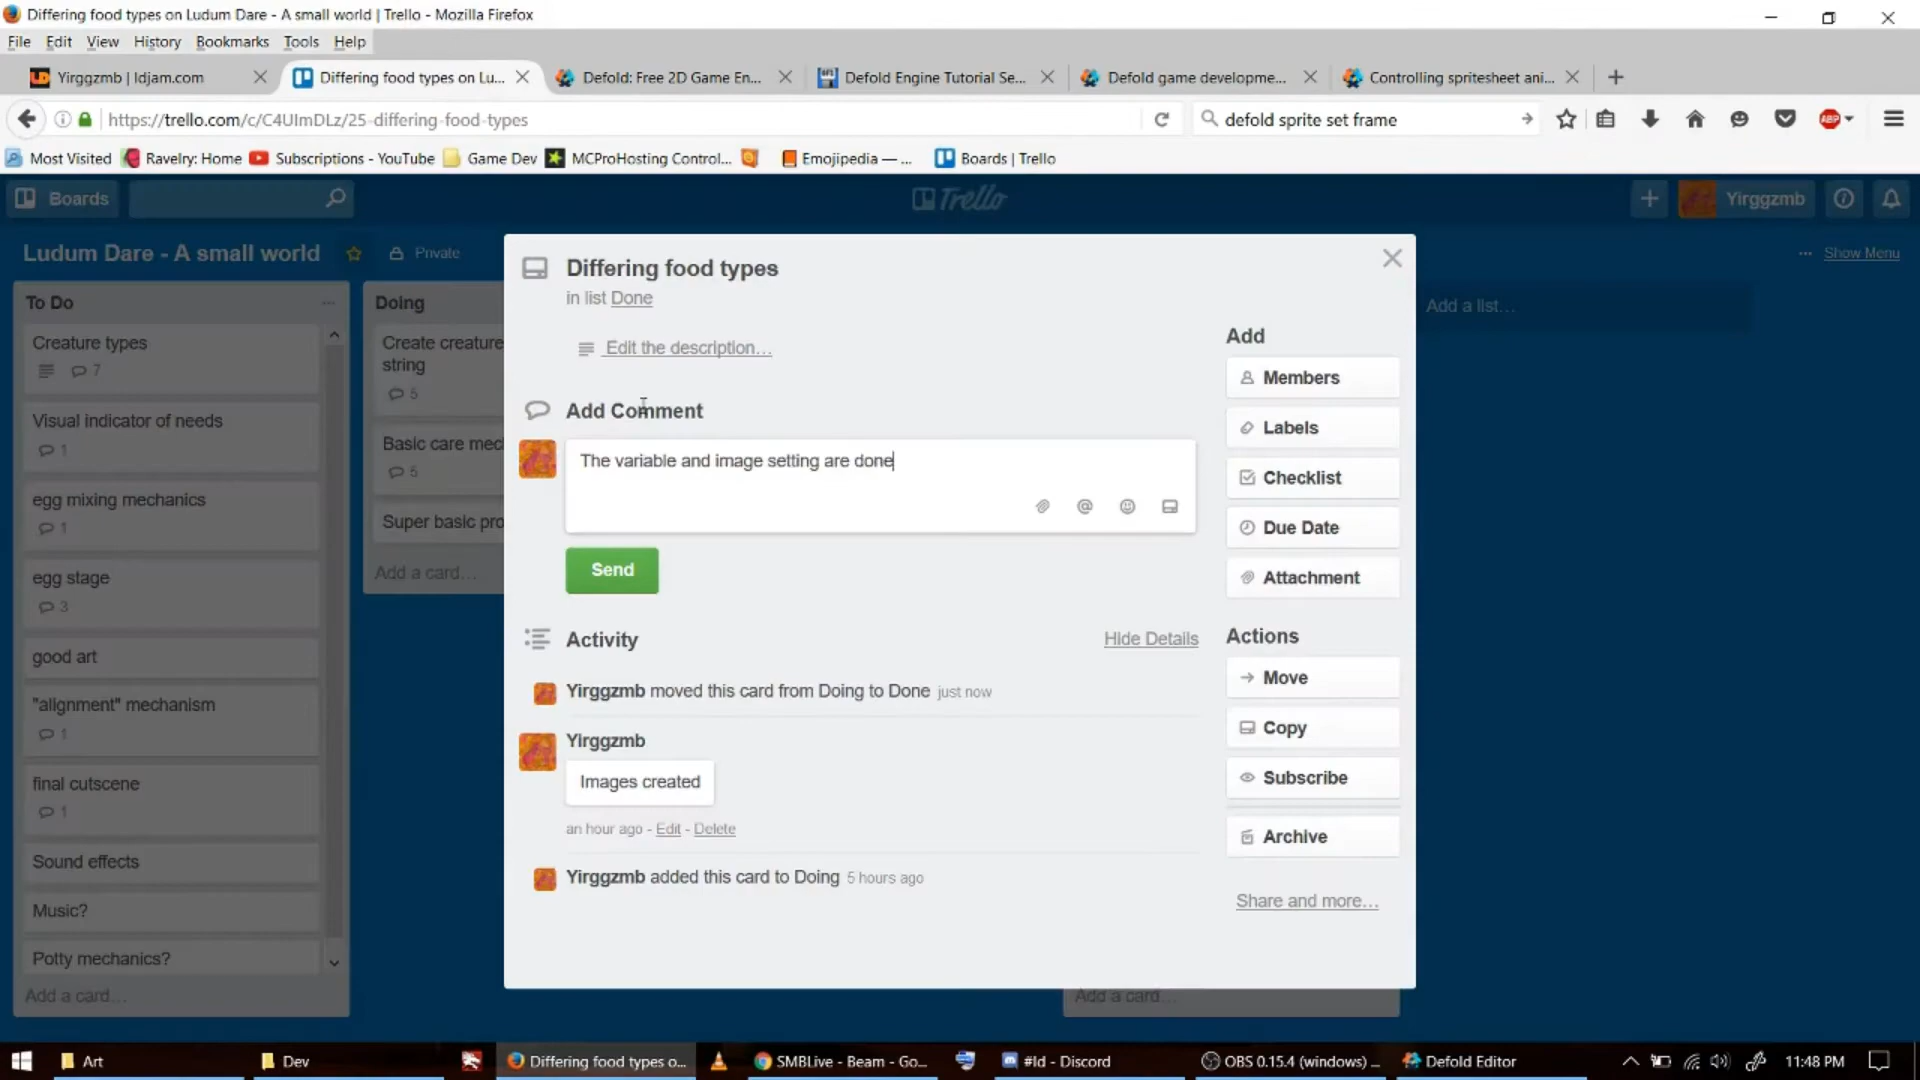 Differing food types on Ludum Dare - A small world | Trello - Mozilla Firefox
File Edit View History Bookmarks Tools Help
Yirggzmb | ldjam.com
Differing food types on Lu...
Defold: Free 2D Game En...
Defold Engine Tutorial Se...
Defold game developme...
Controlling spritesheet ani...
https://trello.com/c/C4UImDLz/25-differing-food-types
defold sprite set frame
ABP
Most Visited
Ravelry: Home
Subscriptions - YouTube
Game Dev
MCProHosting Control...
Emojipedia — ...
Boards | Trello
Boards
Trello
Yirggzmb
Ludum Dare - A small world
Private
... Show Menu
To Do
...
Creature types
7
Visual indicator of needs
1
egg mixing mechanics
1
egg stage
3
good art
"alignment" mechanism
1
final cutscene
1
Sound effects
Music?
Potty mechanics?
Add a card...
Doing
Create creature
string
5
Basic care mec
5
Super basic pro
Add a card...
Differing food types
in list Done
Edit the description...
Add Comment
The variable and image setting are done
@
Send
Activity
Hide Details
Yirggzmb moved this card from Doing to Done just now
Yirggzmb
Images created
an hour ago - Edit - Delete
Yirggzmb added this card to Doing 5 hours ago
Add
Members
Labels
Checklist
Due Date
Attachment
Actions
Move
Copy
Subscribe
Archive
Share and more...
Add a list...
Add a card...
Art
Dev
Differing food types o...
SMBLive - Beam - Go...
#ld - Discord
OBS 0.15.4 (windows) ...
Defold Editor
11:48 PM